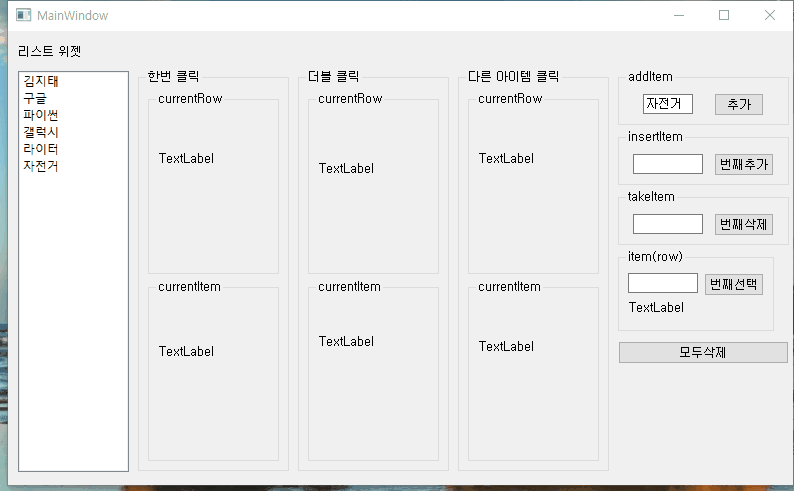 MainWindow
리스트 위젯
김지태
구글
파이썬
갤럭시
라이터
자전거
한번 클릭
currentRow
TextLabel
currentItem
TextLabel
더블 클릭
currentRow
TextLabel
currentItem
TextLabel
다른 아이템 클릭
currentRow
TextLabel
currentItem
TextLabel
addItem
자전거 추가
insertItem
번째추가
takeItem
번째삭제
item(row)
번째선택
TextLabel
모두삭제